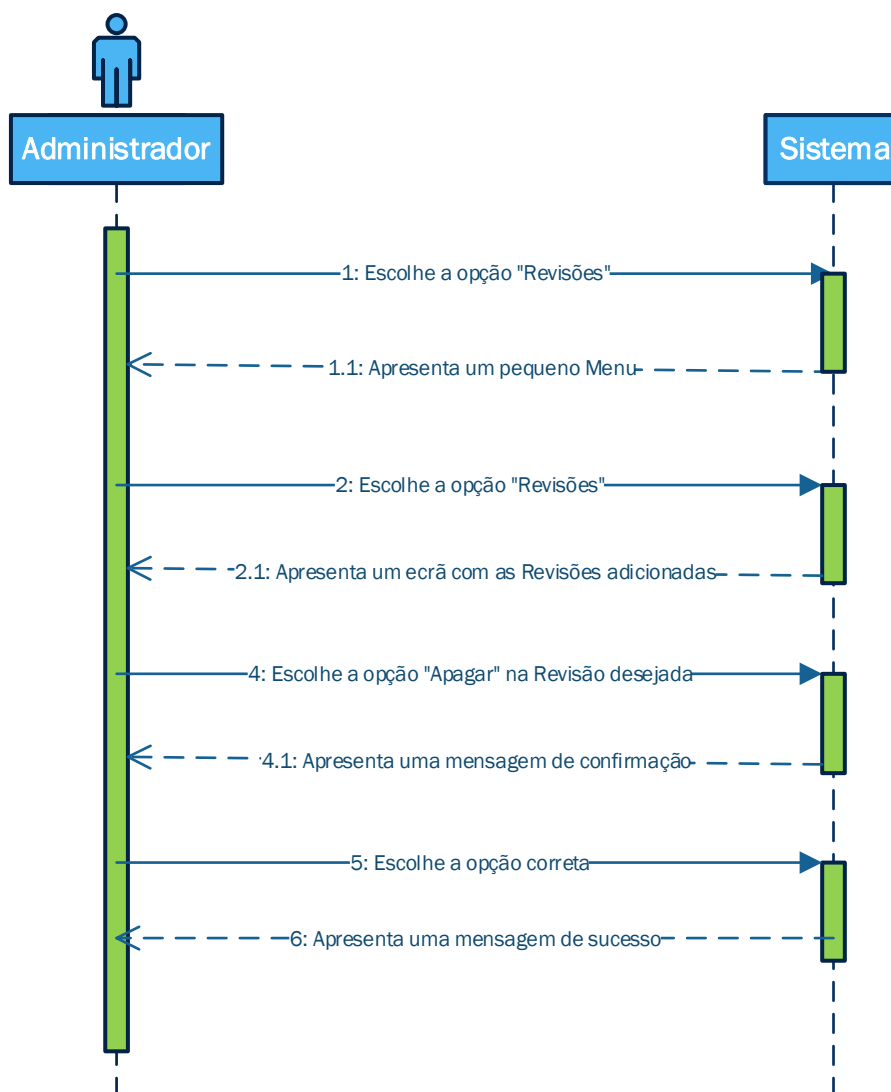 Administrador
Sistema
1: Escolhe a opção "Revisões"
1.1: Apresenta um pequeno Menu
2: Escolhe a opção "Revisões"
2.1: Apresenta um ecrã com as Revisões adicionadas
4: Escolhe a opção "Apagar" na Revisão desejada
4.1: Apresenta uma mensagem de confirmação
5: Escolhe a opção correta
6: Apresenta uma mensagem de sucesso